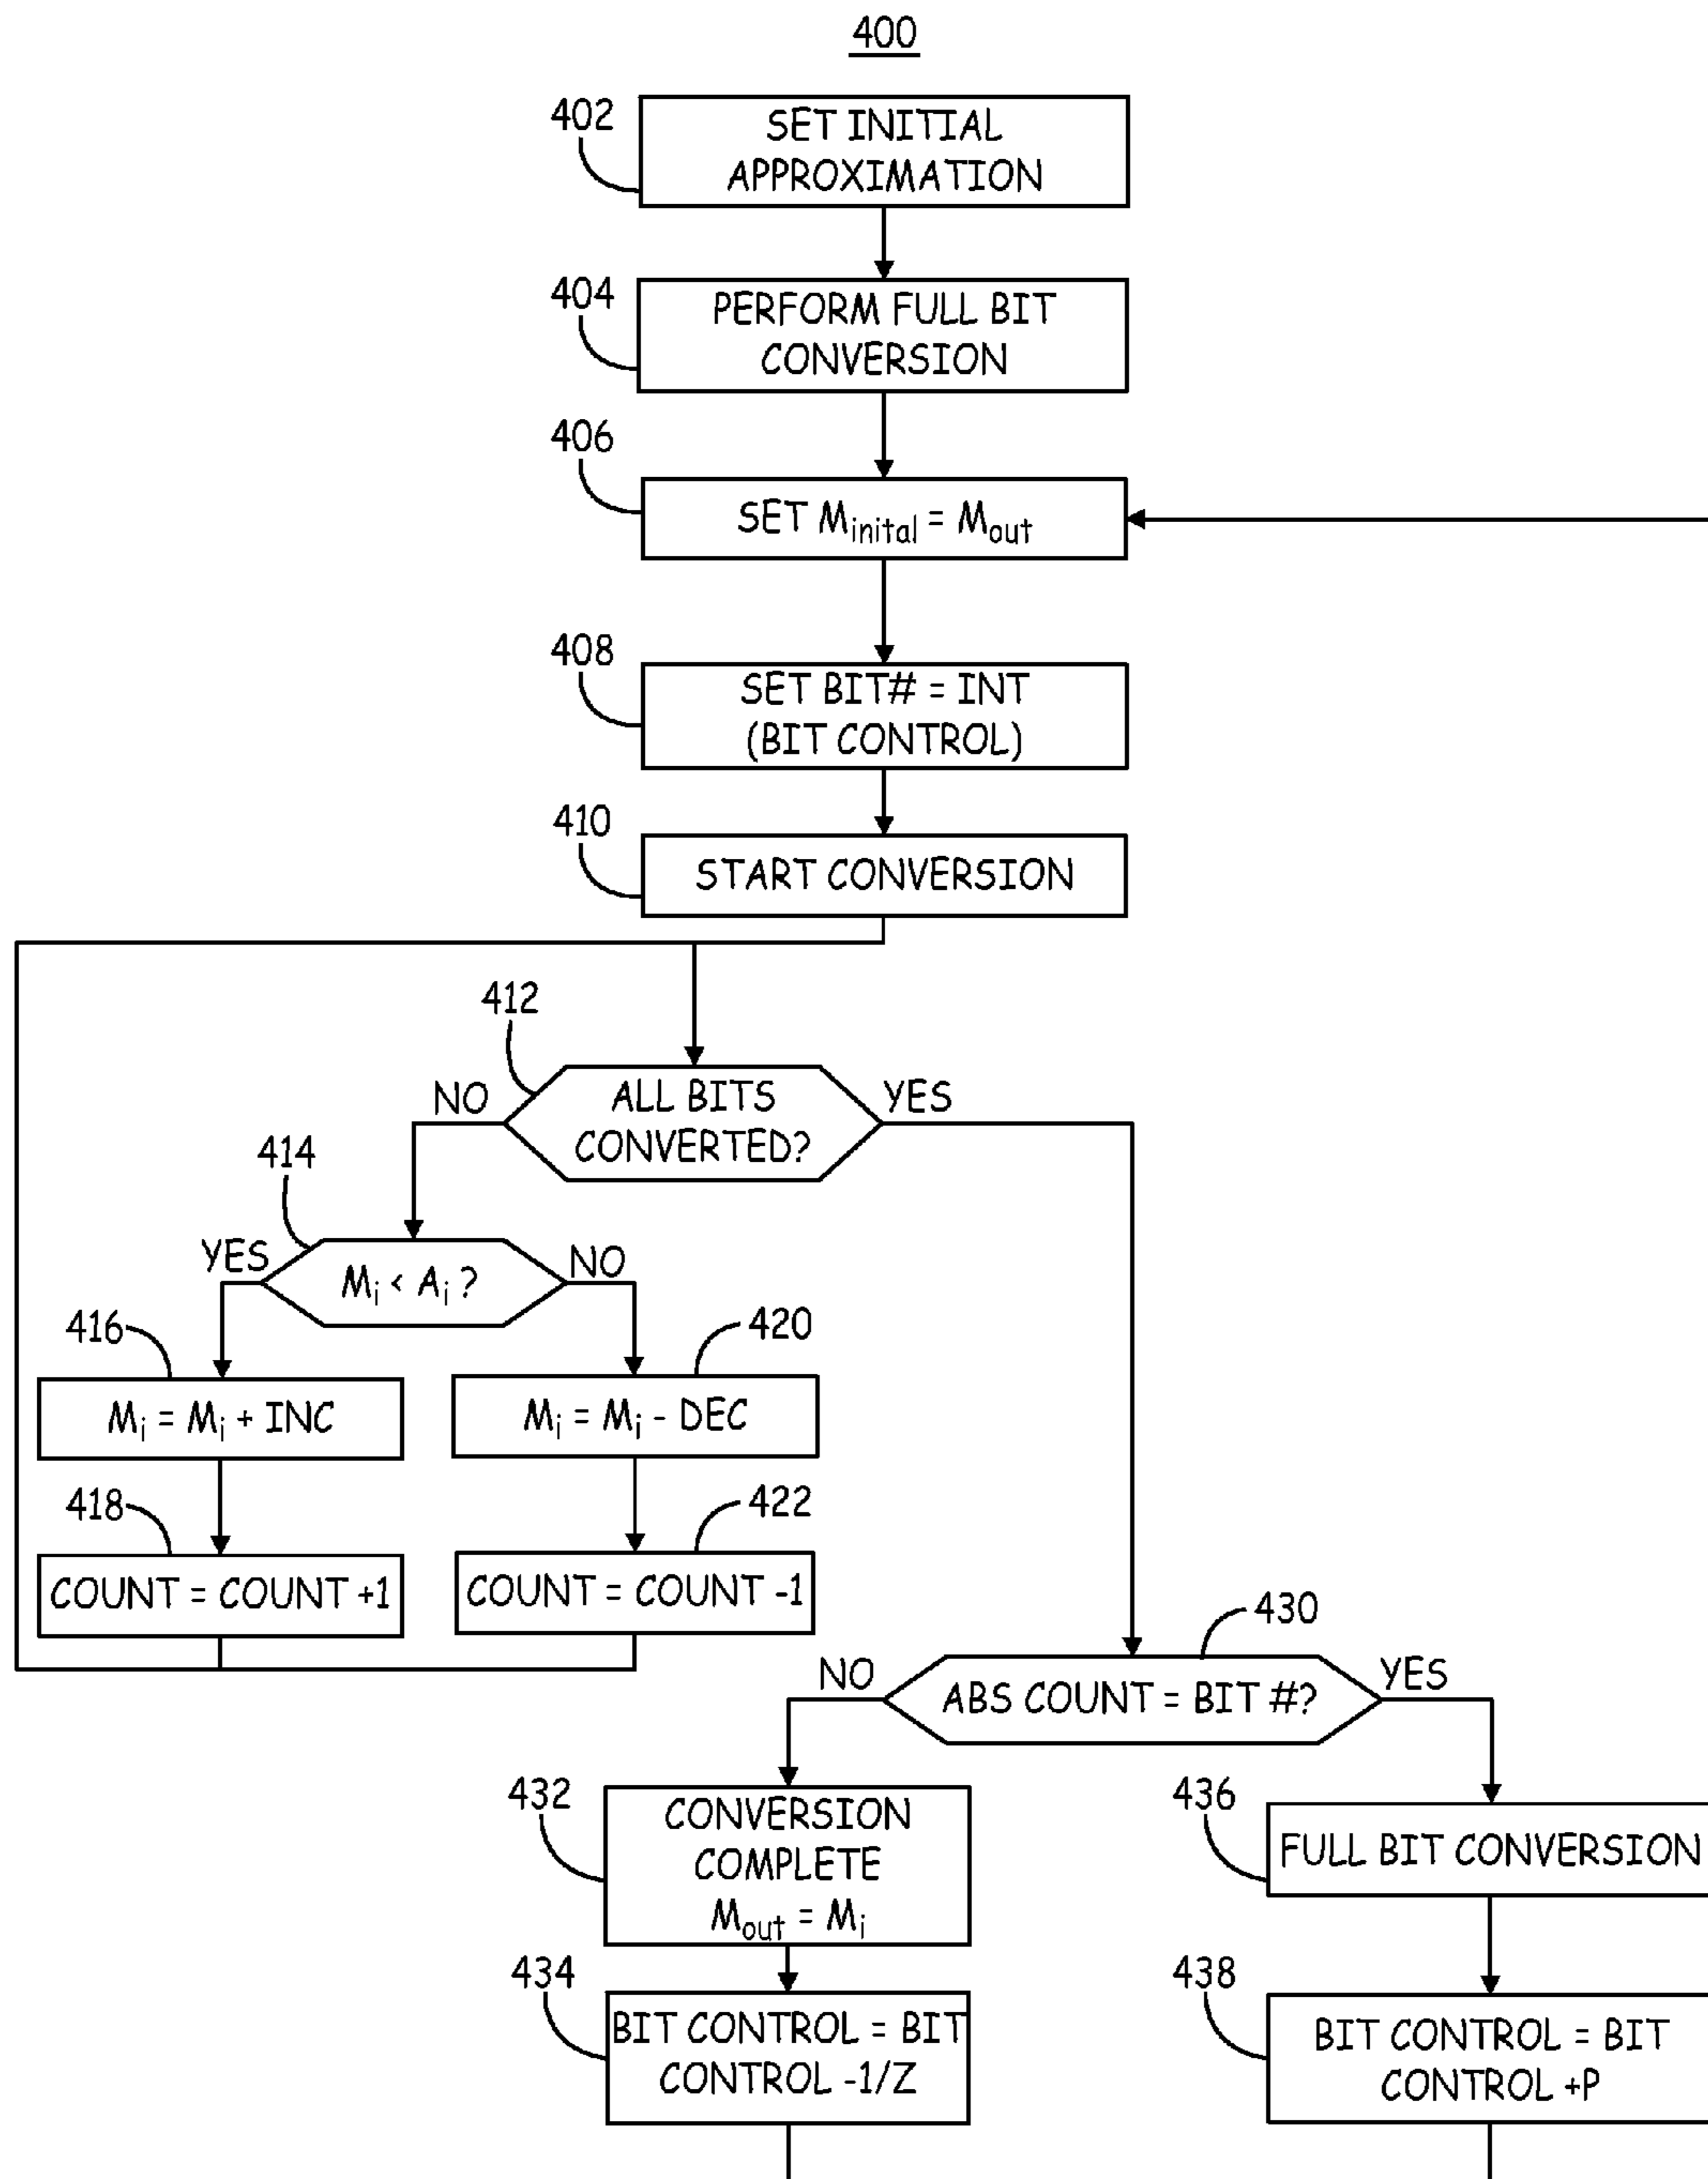 400
402
SET INITIAL
APPROXIMATION
404
PERFORM FULL BIT
CONVERSION
406
SET Minital = Mout
408
SET BIT# = INT
(BIT CONTROL)
410
START CONVERSION
412
NO
ALL BITS
CONVERTED?
YES
414
YES
Mi < Ai ?
NO
416
Mi = Mi + INC
420
Mi = Mi - DEC
418
COUNT = COUNT +1
422
COUNT = COUNT -1
430
NO
ABS COUNT = BIT #?
YES
432
CONVERSION
COMPLETE
Mout = Mi
436
FULL BIT CONVERSION
434
BIT CONTROL = BIT
CONTROL -1/Z
438
BIT CONTROL = BIT
CONTROL +P